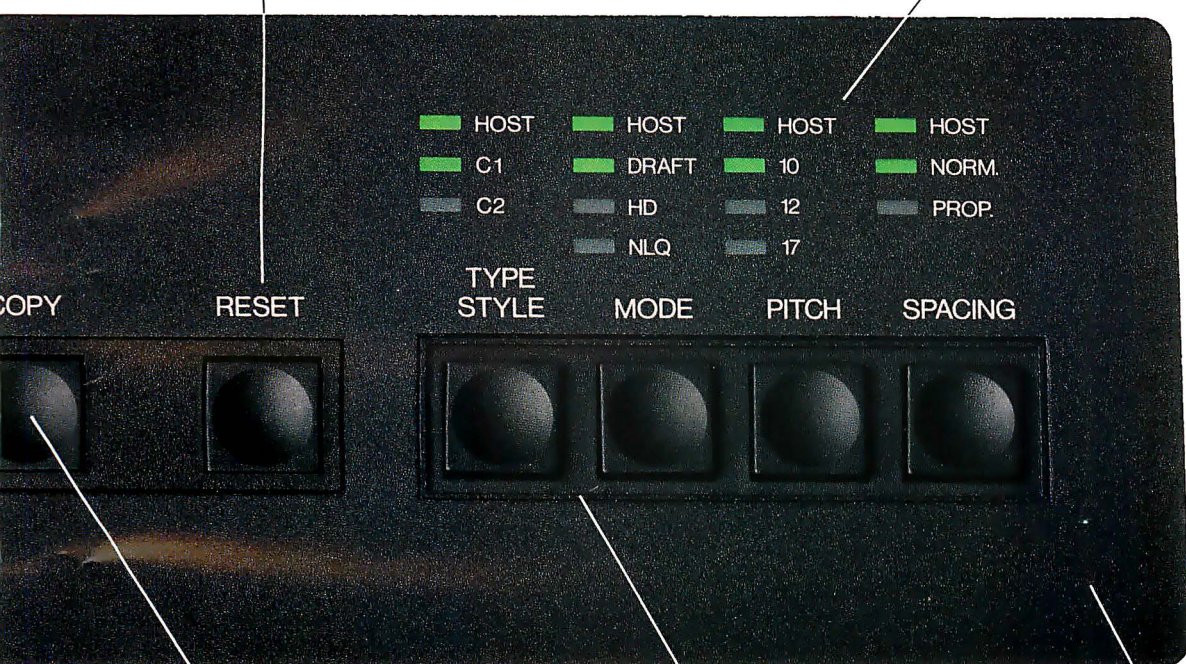 HOST HOST HOST HOST
C1 DRAFT 10 NORM.
C2 HD 12 PROP.
NLQ 17
TYPE
STYLE MODE PITCH SPACING
COPY RESET